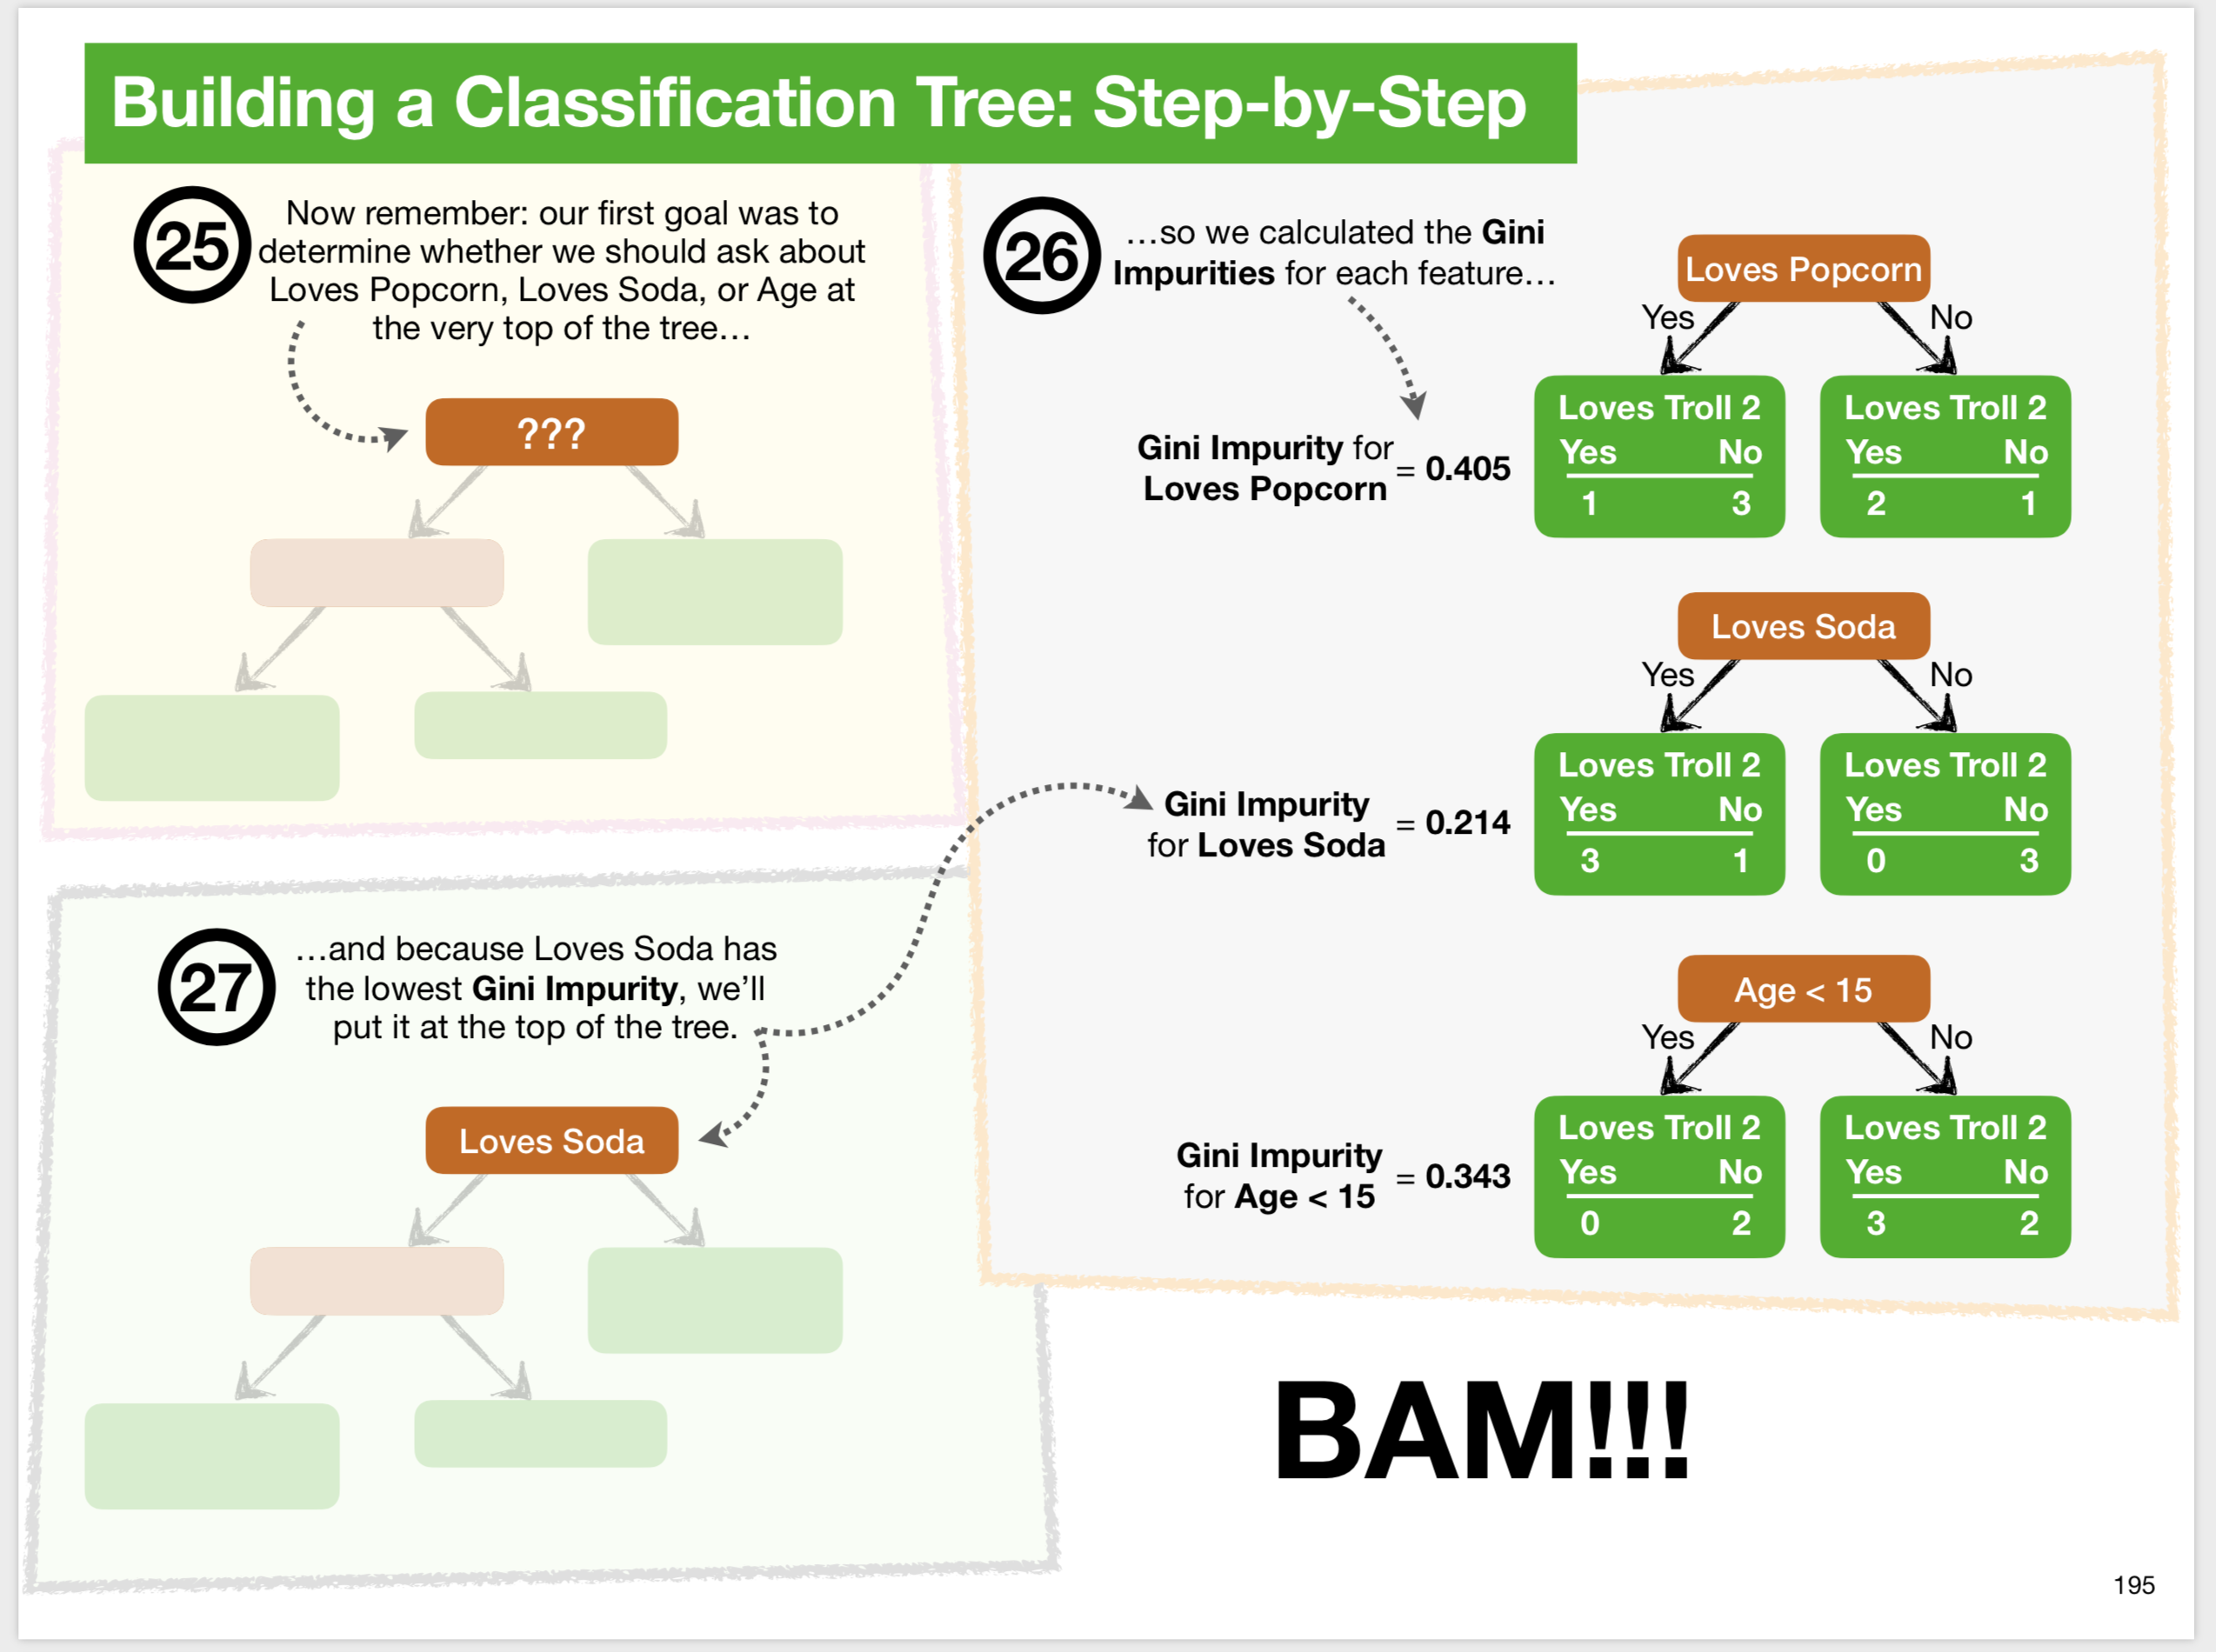 Building a Classification Tree: Step-by-Step
25
Now remember: our first goal was to
determine whether we should ask about
Loves Popcorn, Loves Soda, or Age at
the very top of the tree…
???
26
…so we calculated the Gini
Impurities for each feature…
Loves Popcorn
Yes No
Gini Impurity for
Loves Popcorn
= 0.405
Loves Troll 2
Yes No
1 3
Loves Troll 2
Yes No
2 1
Loves Soda
Yes No
Gini Impurity
for Loves Soda
= 0.214
Loves Troll 2
Yes No
3 1
Loves Troll 2
Yes No
0 3
Age < 15
Yes No
Gini Impurity
for Age < 15
= 0.343
Loves Troll 2
Yes No
0 2
Loves Troll 2
Yes No
3 2
27
…and because Loves Soda has
the lowest Gini Impurity, we’ll
put it at the top of the tree.
Loves Soda
BAM!!!
195